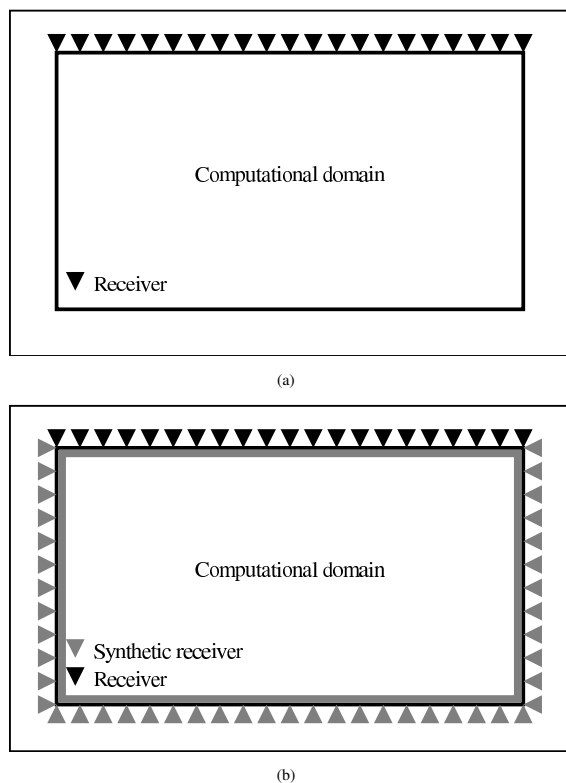 Computational domain
Receiver
(a)
Computational domain
Synthetic receiver
Receiver
(b)